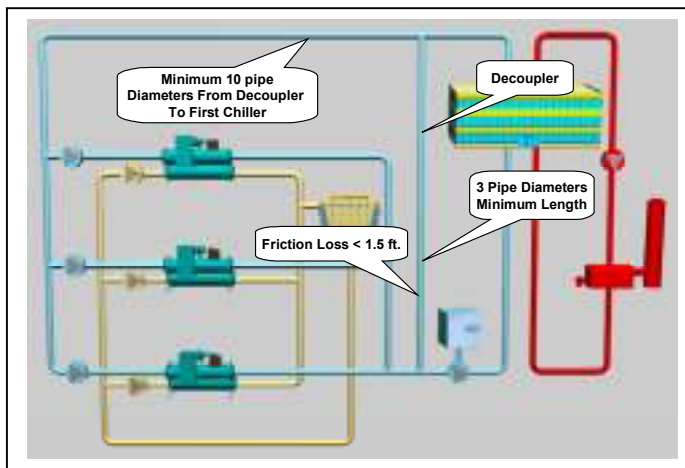 Minimum 10 pipe
Diameters From Decoupler
To First Chiller
Decoupler
3 Pipe Diameters
Minimum Length
Friction Loss < 1.5 ft.